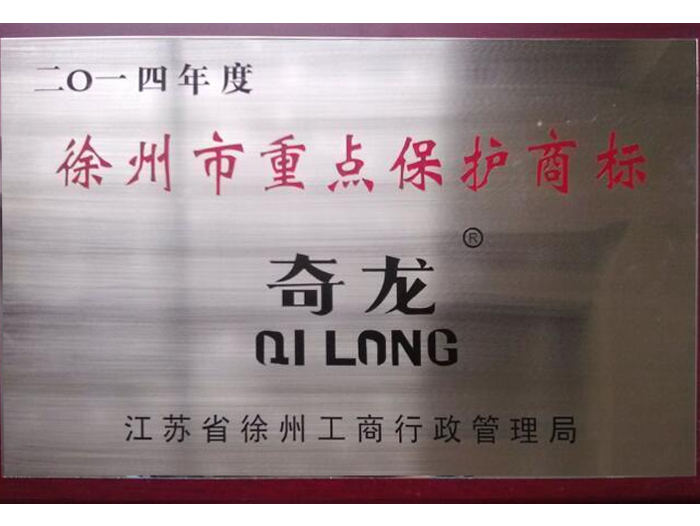 二〇一四年度
徐州市重点保护商标
®
奇龙
QI LONG
江苏省徐州工商行政管理局